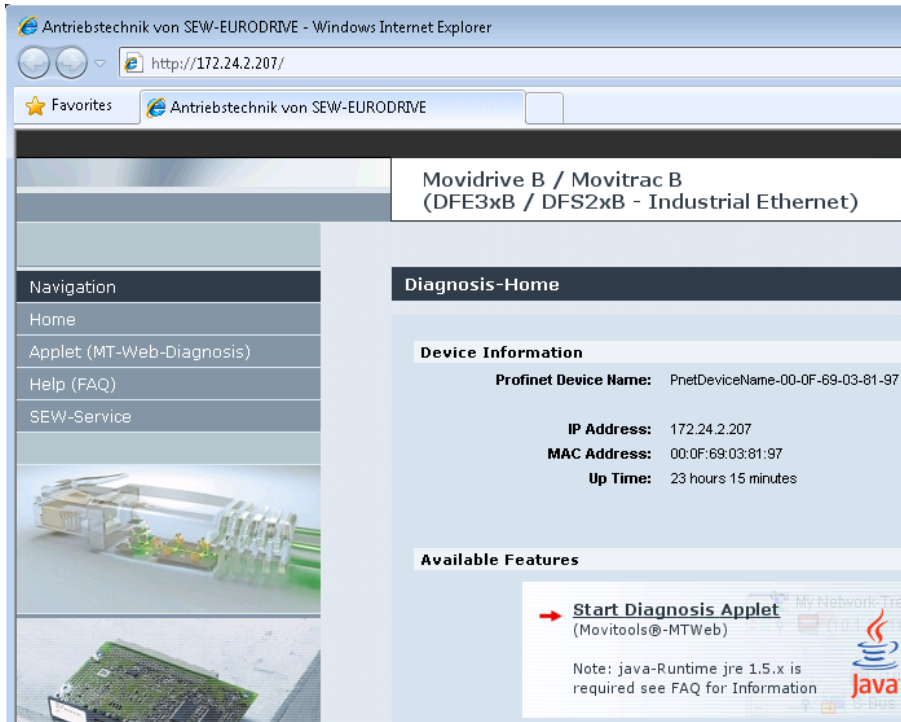 Antriebstechnik von SEW-EURODRIVE - Windows Internet Explorer
http://172.24.2.207/
Favorites
Antriebstechnik von SEW-EURODRIVE
Movidrive B / Movitrac B
(DFE3xB / DFS2xB - Industrial Ethernet)
Navigation
Home
Applet (MT-Web-Diagnosis)
Help (FAQ)
SEW-Service
Diagnosis-Home
Device Information
Profinet Device Name: PnetDeviceName-00-0F-69-03-81-97
IP Address: 172.24.2.207
MAC Address: 00:0F:69:03:81:97
Up Time: 23 hours 15 minutes
Available Features
Start Diagnosis Applet
(Movitools®-MTWeb)
Note: java-Runtime jre 1.5.x is
required see FAQ for Information
My Network-Tra
Java
S-Bus